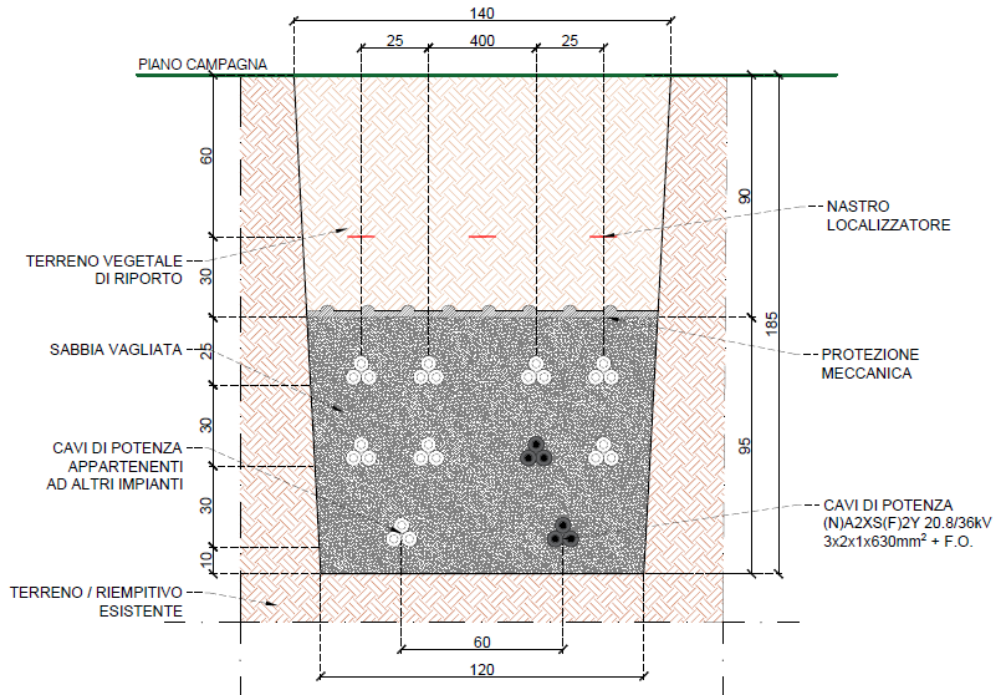 140
25
400
25
PIANO CAMPAGNA
60
90
NASTRO
LOCALIZZATORE
TERRENO VEGETALE
DI RIPORTO
30
185
SABBIA VAGLIATA
25
PROTEZIONE
MECCANICA
30
CAVI DI POTENZA
APPARTENENTI
AD ALTRI IMPIANTI
95
30
CAVI DI POTENZA
(N)A2XS(F)2Y 20.8/36kV
3x2x1x630mm² + F.O.
10
TERRENO / RIEMPITIVO
ESISTENTE
60
120